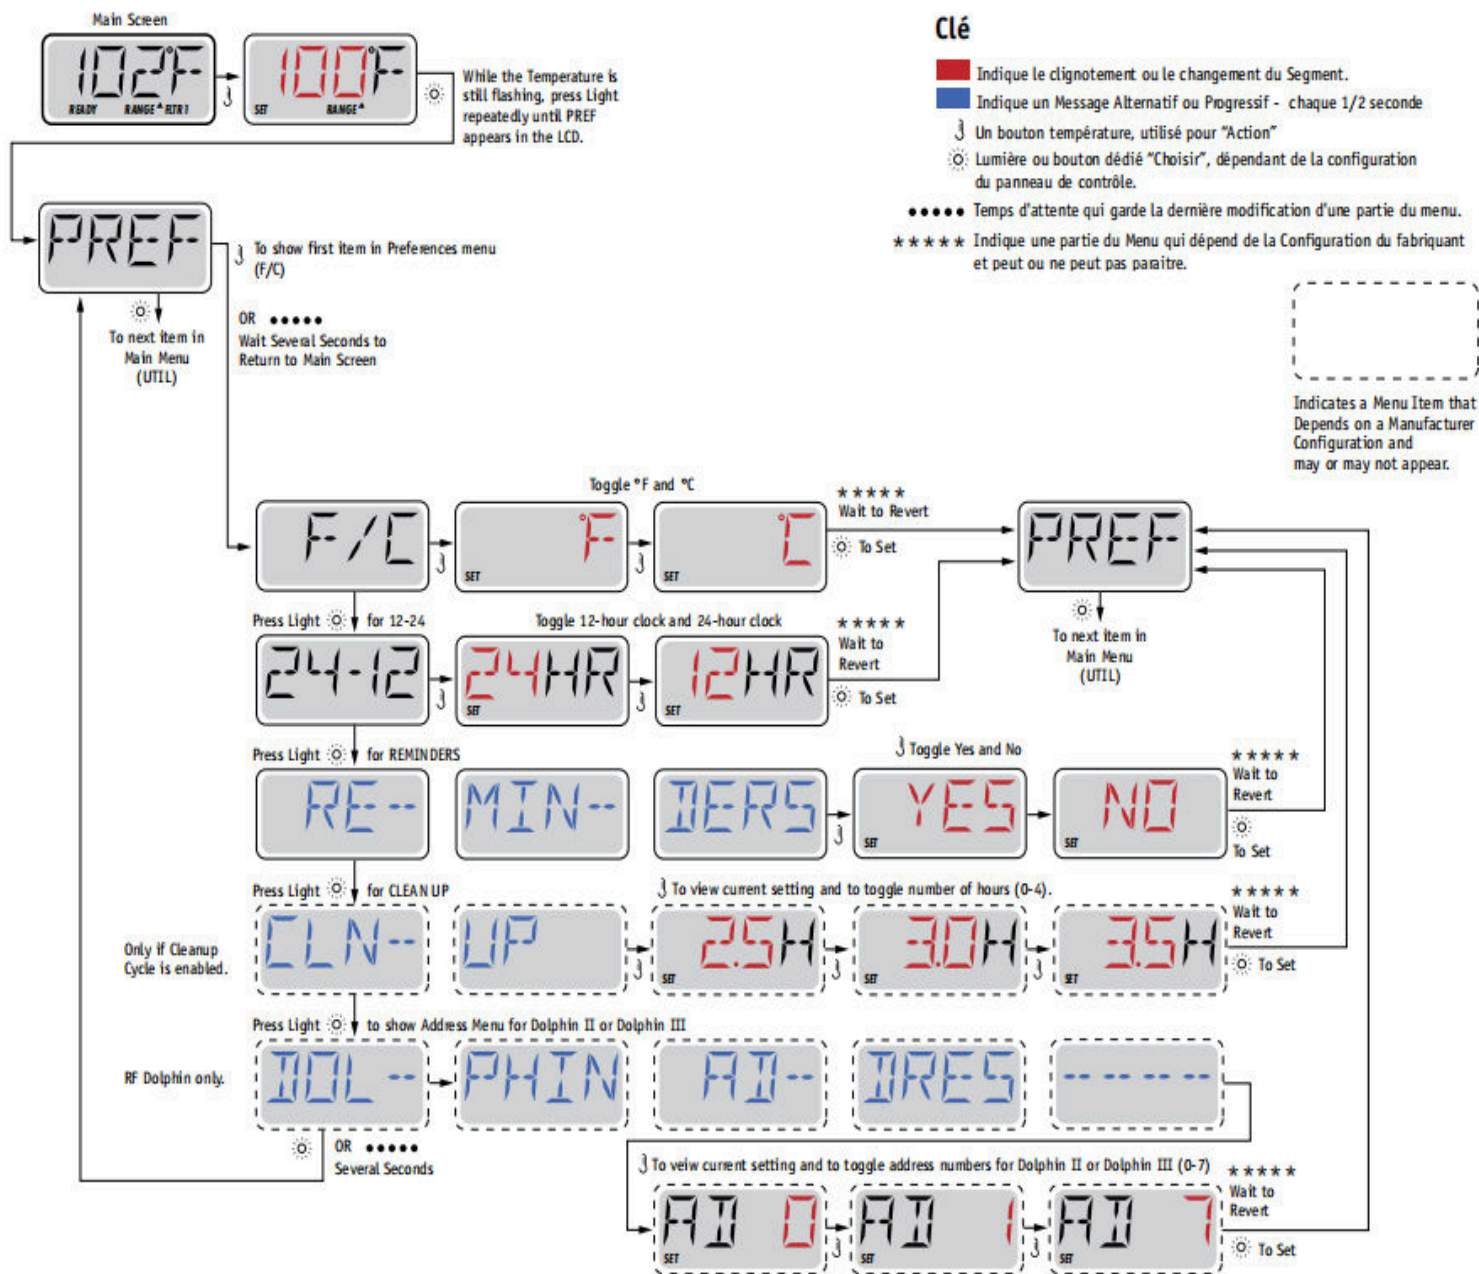 Main Screen
102°F
READY RANGE FLTR 1
100°F
SET RANGE
While the Temperature is
still flashing, press Light
repeatedly until PREF
appears in the LCD.
Clé
Indique le clignotement ou le changement du Segment.
Indique un Message Alternatif ou Progressif - chaque 1/2 seconde
Un bouton température, utilisé pour "Action"
Lumière ou bouton dédié "Choisir", dépendant de la configuration
du panneau de contrôle.
••••• Temps d'attente qui garde la dernière modification d'une partie du menu.
***** Indique une partie du Menu qui dépend de la Configuration du fabriquant
et peut ou ne peut pas paraitre.
Indicates a Menu Item that
Depends on a Manufacturer
Configuration and
may or may not appear.
PREF
To show first item in Preferences menu
(F/C)
OR •••••
Wait Several Seconds to
Return to Main Screen
To next item in
Main Menu
(UTIL)
Toggle °F and °C
F/C
°F
SET
°C
SET
*****
Wait to Revert
To Set
PREF
To next item in
Main Menu
(UTIL)
Press Light for 12-24
Toggle 12-hour clock and 24-hour clock
24-12
24HR
SET
12HR
SET
*****
Wait to
Revert
To Set
Press Light for REMINDERS
Toggle Yes and No
RE--
MIN--
DERS
YES
SET
NO
SET
*****
Wait to
Revert
To Set
Press Light for CLEAN UP
To view current setting and to toggle number of hours (0-4).
Only if Cleanup
Cycle is enabled.
CLN--
UP
2.5H
SET
3.0H
SET
3.5H
SET
*****
Wait to
Revert
To Set
Press Light to show Address Menu for Dolphin II or Dolphin III
RF Dolphin only.
DOL--
PHIN
AD--
DRES
--------
OR •••••
Several Seconds
To veiw current setting and to toggle address numbers for Dolphin II or Dolphin III (0-7)
AD 0
SET
AD 1
SET
AD 7
SET
*****
Wait to
Revert
To Set